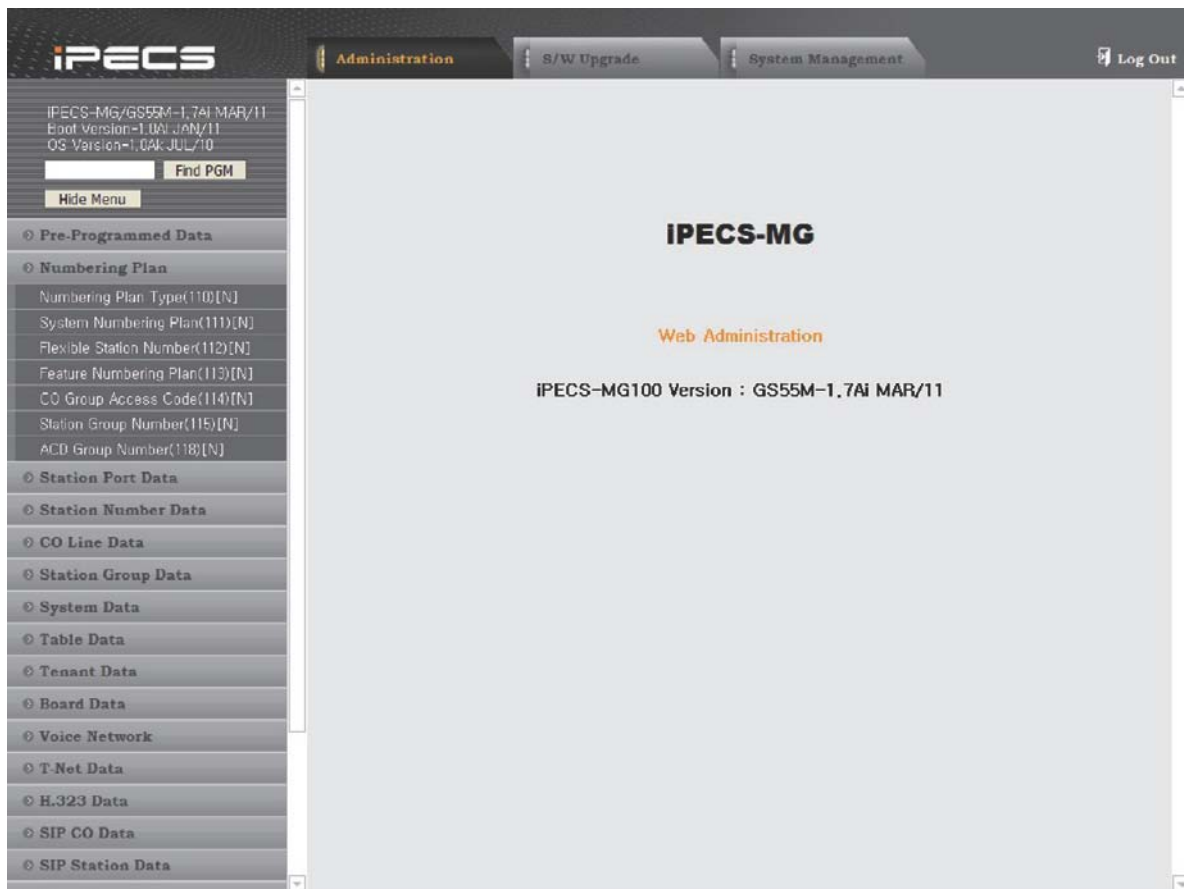 iPECS
Administration
S/W Upgrade
System Management
Log Out
IPECS-MG/GS55M-1.7Ai MAR/11
Boot Version-1.0Ai JAN/11
OS Version-1.0Ak JUL/10
Find PGM
Hide Menu
Pre-Programmed Data
Numbering Plan
Numbering Plan Type(110)[N]
System Numbering Plan(111)[N]
Flexible Station Number(112)[N]
Feature Numbering Plan(113)[N]
CO Group Access Code(114)[N]
Station Group Number(115)[N]
ACD Group Number(118)[N]
Station Port Data
Station Number Data
CO Line Data
Station Group Data
System Data
Table Data
Tenant Data
Board Data
Voice Network
T-Net Data
H.323 Data
SIP CO Data
SIP Station Data
iPECS-MG
Web Administration
iPECS-MG100 Version : GS55M-1.7Ai MAR/11